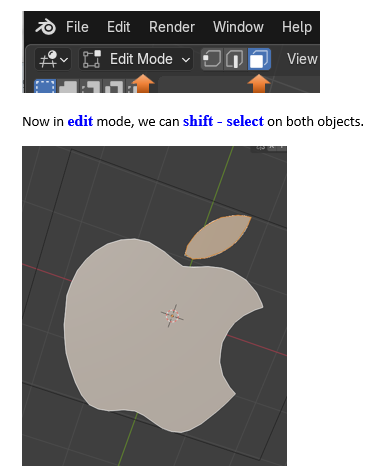 File Edit Render Window Help
Edit Mode View
Now in edit mode, we can shift - select on both objects.